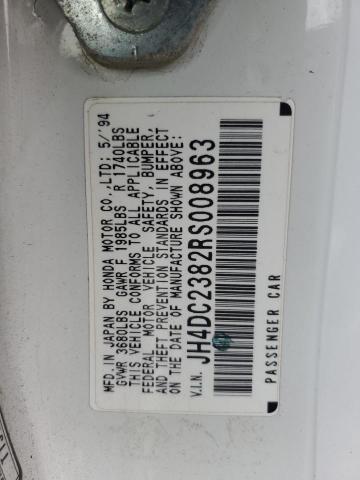 MFD.IN JAPAN BY HONDA MOTOR CO.,LTD; 5/'94
GVWR 3680LBS GAWR F 1985LBS R 1740LBS
THIS VEHICLE CONFORMS TO ALL APPLICABLE
FEDERAL MOTOR VEHICLE SAFETY, BUMPER,
AND THEFT PREVENTION STANDARDS IN EFFECT
ON THE DATE OF MANUFACTURE SHOWN ABOVE:
V.I.N. JH4DC2382RS008963
PASSENGER CAR